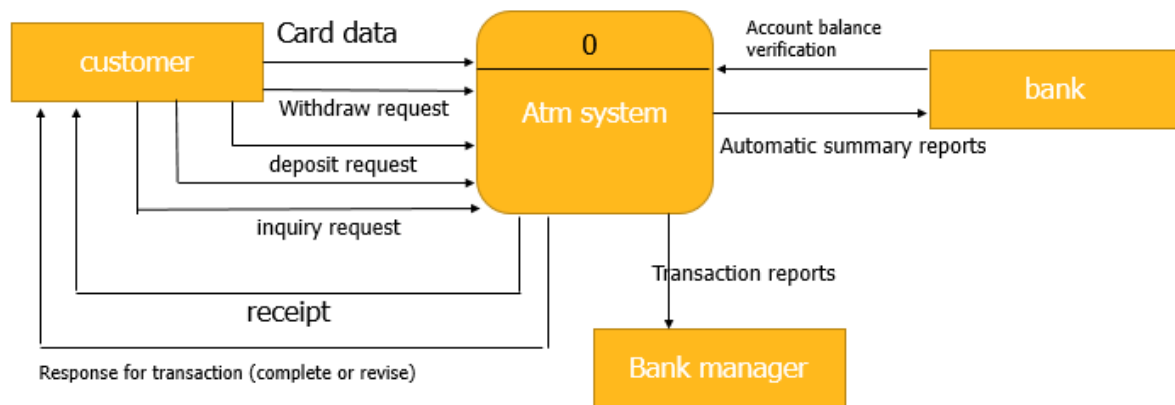 Card data
customer
Withdraw request
deposit request
inquiry request
0
Atm system
Account balance
verification
bank
Automatic summary reports
Transaction reports
receipt
Response for transaction (complete or revise)
Bank manager